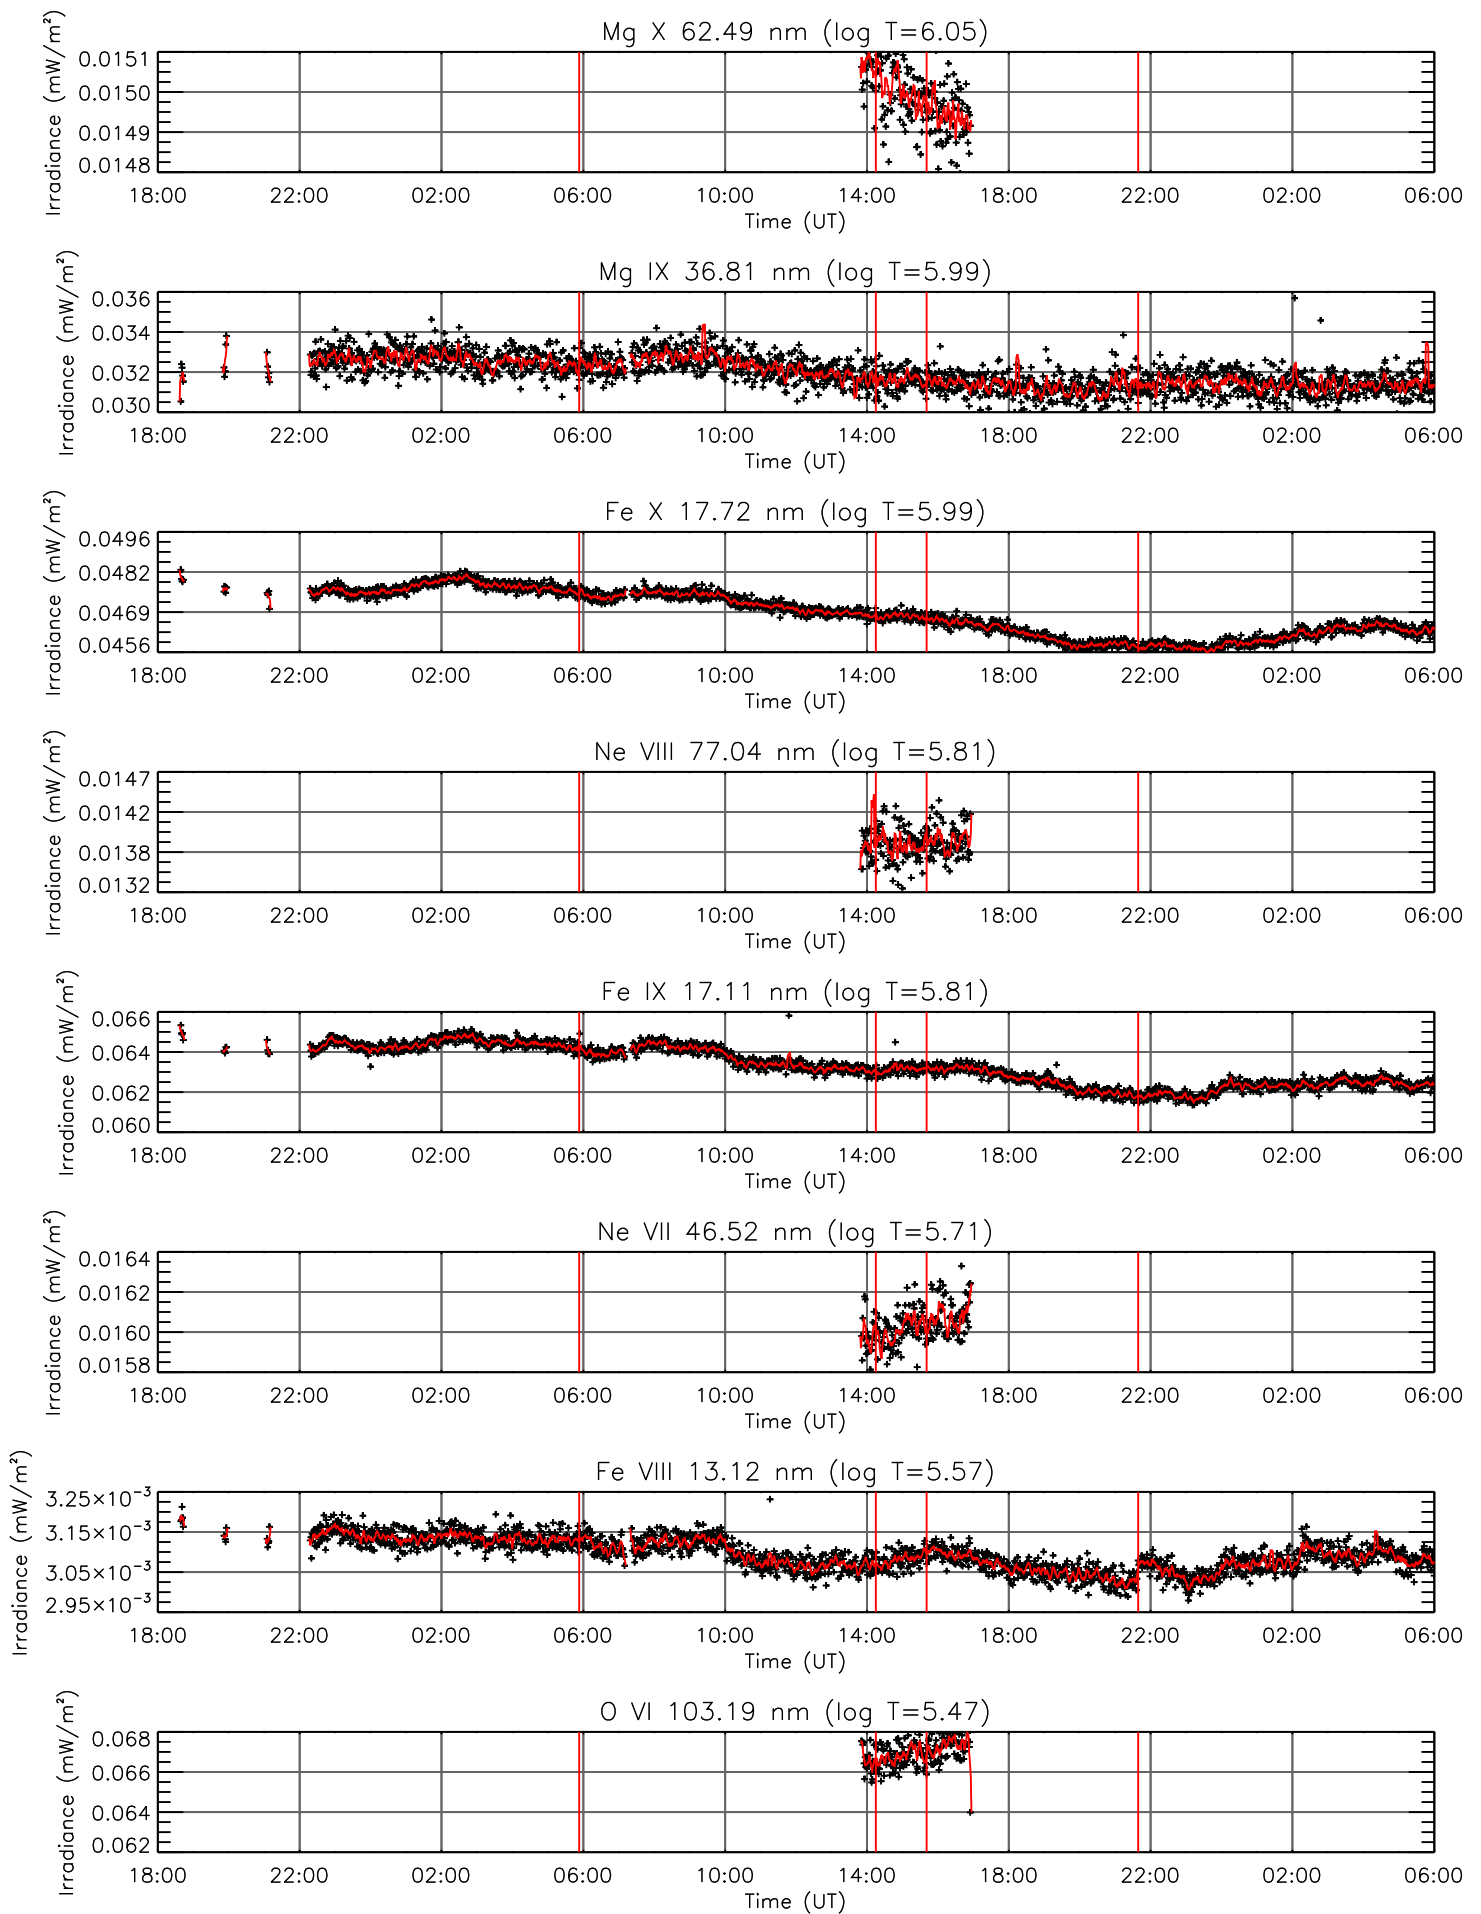 Mg X 62.49 nm (log T=6.05)
Irradiance (mW/m²)
0.0151
0.0150
0.0149
0.0148
18:00 22:00 02:00 06:00 10:00 14:00 18:00 22:00 02:00 06:00
Time (UT)
Mg IX 36.81 nm (log T=5.99)
Irradiance (mW/m²)
0.036
0.034
0.032
0.030
18:00 22:00 02:00 06:00 10:00 14:00 18:00 22:00 02:00 06:00
Time (UT)
Fe X 17.72 nm (log T=5.99)
Irradiance (mW/m²)
0.0496
0.0482
0.0469
0.0456
18:00 22:00 02:00 06:00 10:00 14:00 18:00 22:00 02:00 06:00
Time (UT)
Ne VIII 77.04 nm (log T=5.81)
Irradiance (mW/m²)
0.0147
0.0142
0.0138
0.0132
18:00 22:00 02:00 06:00 10:00 14:00 18:00 22:00 02:00 06:00
Time (UT)
Fe IX 17.11 nm (log T=5.81)
Irradiance (mW/m²)
0.066
0.064
0.062
0.060
18:00 22:00 02:00 06:00 10:00 14:00 18:00 22:00 02:00 06:00
Time (UT)
Ne VII 46.52 nm (log T=5.71)
Irradiance (mW/m²)
0.0164
0.0162
0.0160
0.0158
18:00 22:00 02:00 06:00 10:00 14:00 18:00 22:00 02:00 06:00
Time (UT)
Fe VIII 13.12 nm (log T=5.57)
Irradiance (mW/m²)
3.25×10⁻³
3.15×10⁻³
3.05×10⁻³
2.95×10⁻³
18:00 22:00 02:00 06:00 10:00 14:00 18:00 22:00 02:00 06:00
Time (UT)
O VI 103.19 nm (log T=5.47)
Irradiance (mW/m²)
0.068
0.066
0.064
0.062
18:00 22:00 02:00 06:00 10:00 14:00 18:00 22:00 02:00 06:00
Time (UT)